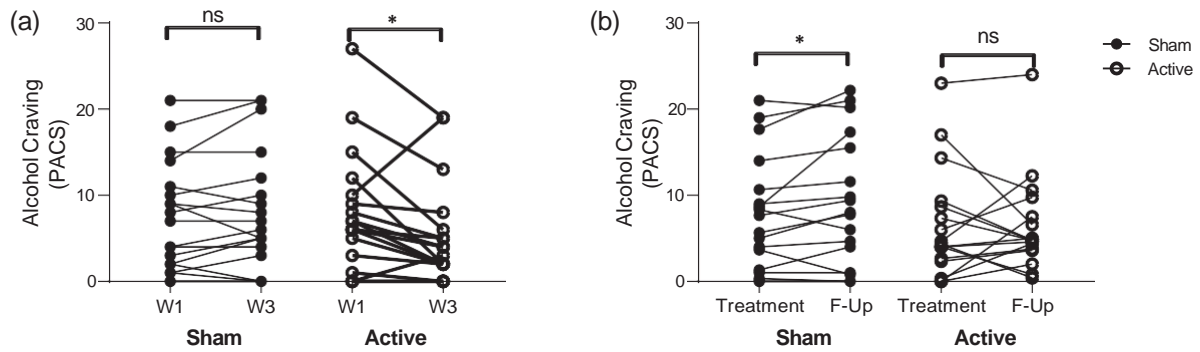 (a)
Alcohol Craving
(PACS)
30
20
10
0
ns
*
W1
W3
W1
W3
Sham
Active
(b)
Alcohol Craving
(PACS)
30
20
10
0
*
ns
Treatment
F-Up
Treatment
F-Up
Sham
Active
Sham
Active